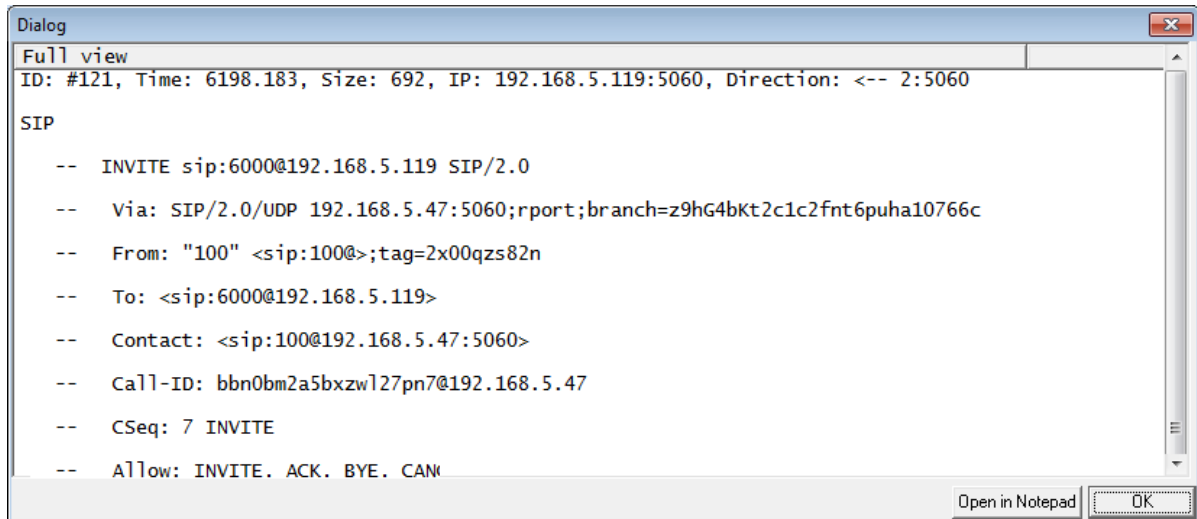 Dialog
Full view
ID: #121, Time: 6198.183, Size: 692, IP: 192.168.5.119:5060, Direction: <-- 2:5060
SIP
-- INVITE sip:6000@192.168.5.119 SIP/2.0
-- Via: SIP/2.0/UDP 192.168.5.47:5060;rport;branch=z9hG4bKt2c1c2fnt6puha10766c
-- From: "100" <sip:100@>;tag=2x00qzs82n
-- To: <sip:6000@192.168.5.119>
-- Contact: <sip:100@192.168.5.47:5060>
-- Call-ID: bbn0bm2a5bxzwl27pn7@192.168.5.47
-- CSeq: 7 INVITE
-- Allow: INVITE, ACK, BYE, CAN
Open in Notepad OK